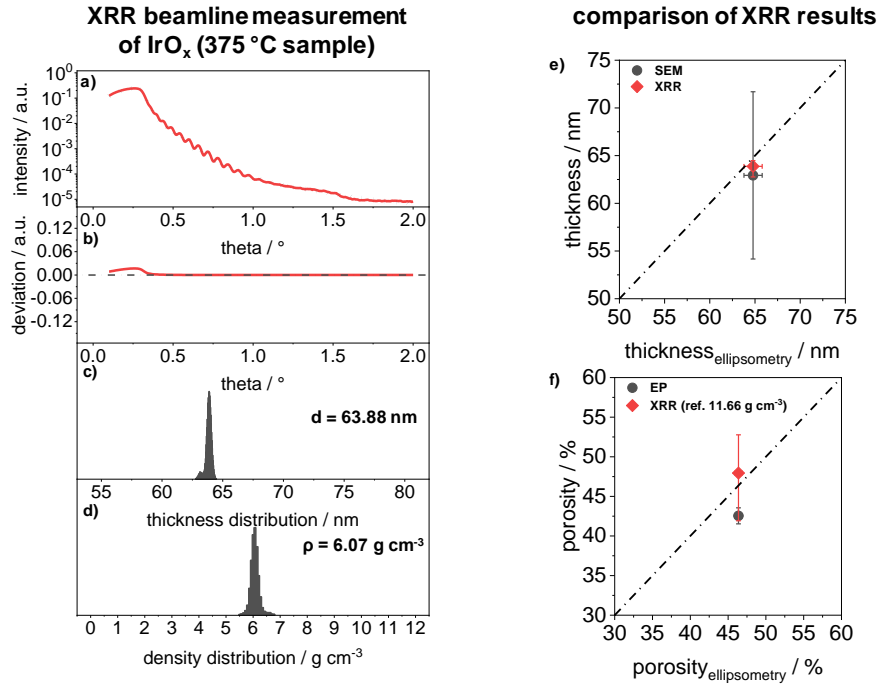 XRR beamline measurement
of IrOₓ (375 °C sample)
a)
intensity / a.u.
10⁰
10⁻¹
10⁻²
10⁻³
10⁻⁴
10⁻⁵
0.0 0.5 1.0 1.5 2.0
theta / °
b)
deviation / a.u.
0.12
0.06
0.00
-0.06
-0.12
0.0 0.5 1.0 1.5 2.0
theta / °
c)
d = 63.88 nm
55 60 65 70 75 80
thickness distribution / nm
d)
ρ = 6.07 g cm⁻³
0 1 2 3 4 5 6 7 8 9 10 11 12
density distribution / g cm⁻³
comparison of XRR results
e)
SEM
XRR
thickness / nm
75
70
65
60
55
50
50 55 60 65 70 75
thickness_ellipsometry / nm
f)
EP
XRR (ref. 11.66 g cm⁻³)
porosity / %
60
55
50
45
40
35
30
30 35 40 45 50 55 60
porosity_ellipsometry / %